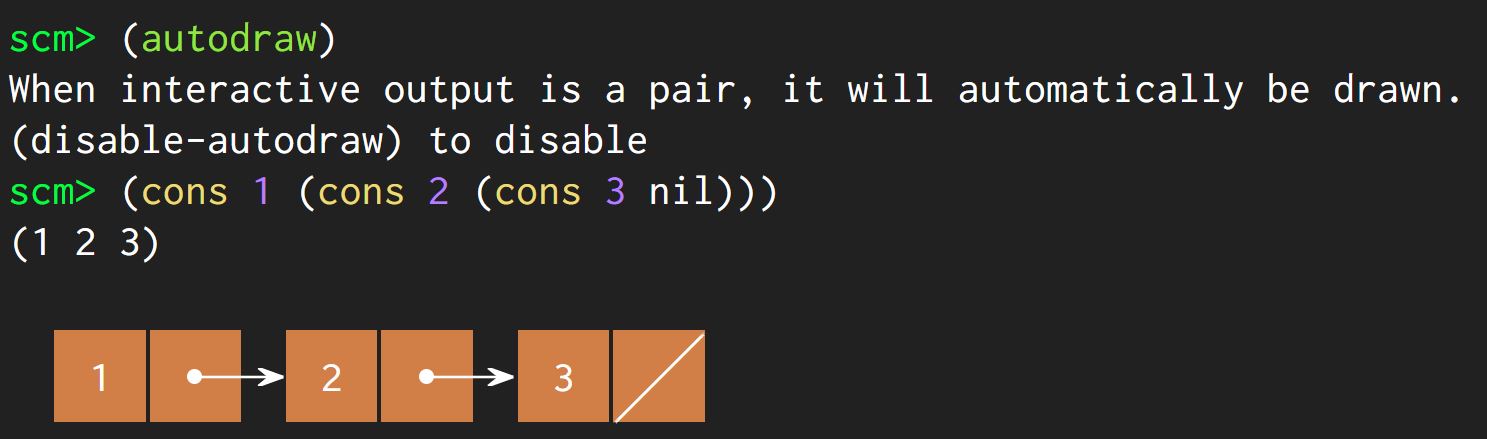 scm> (autodraw)
When interactive output is a pair, it will automatically be drawn.
(disable-autodraw) to disable
scm> (cons 1 (cons 2 (cons 3 nil)))
(1 2 3)
1 2 3